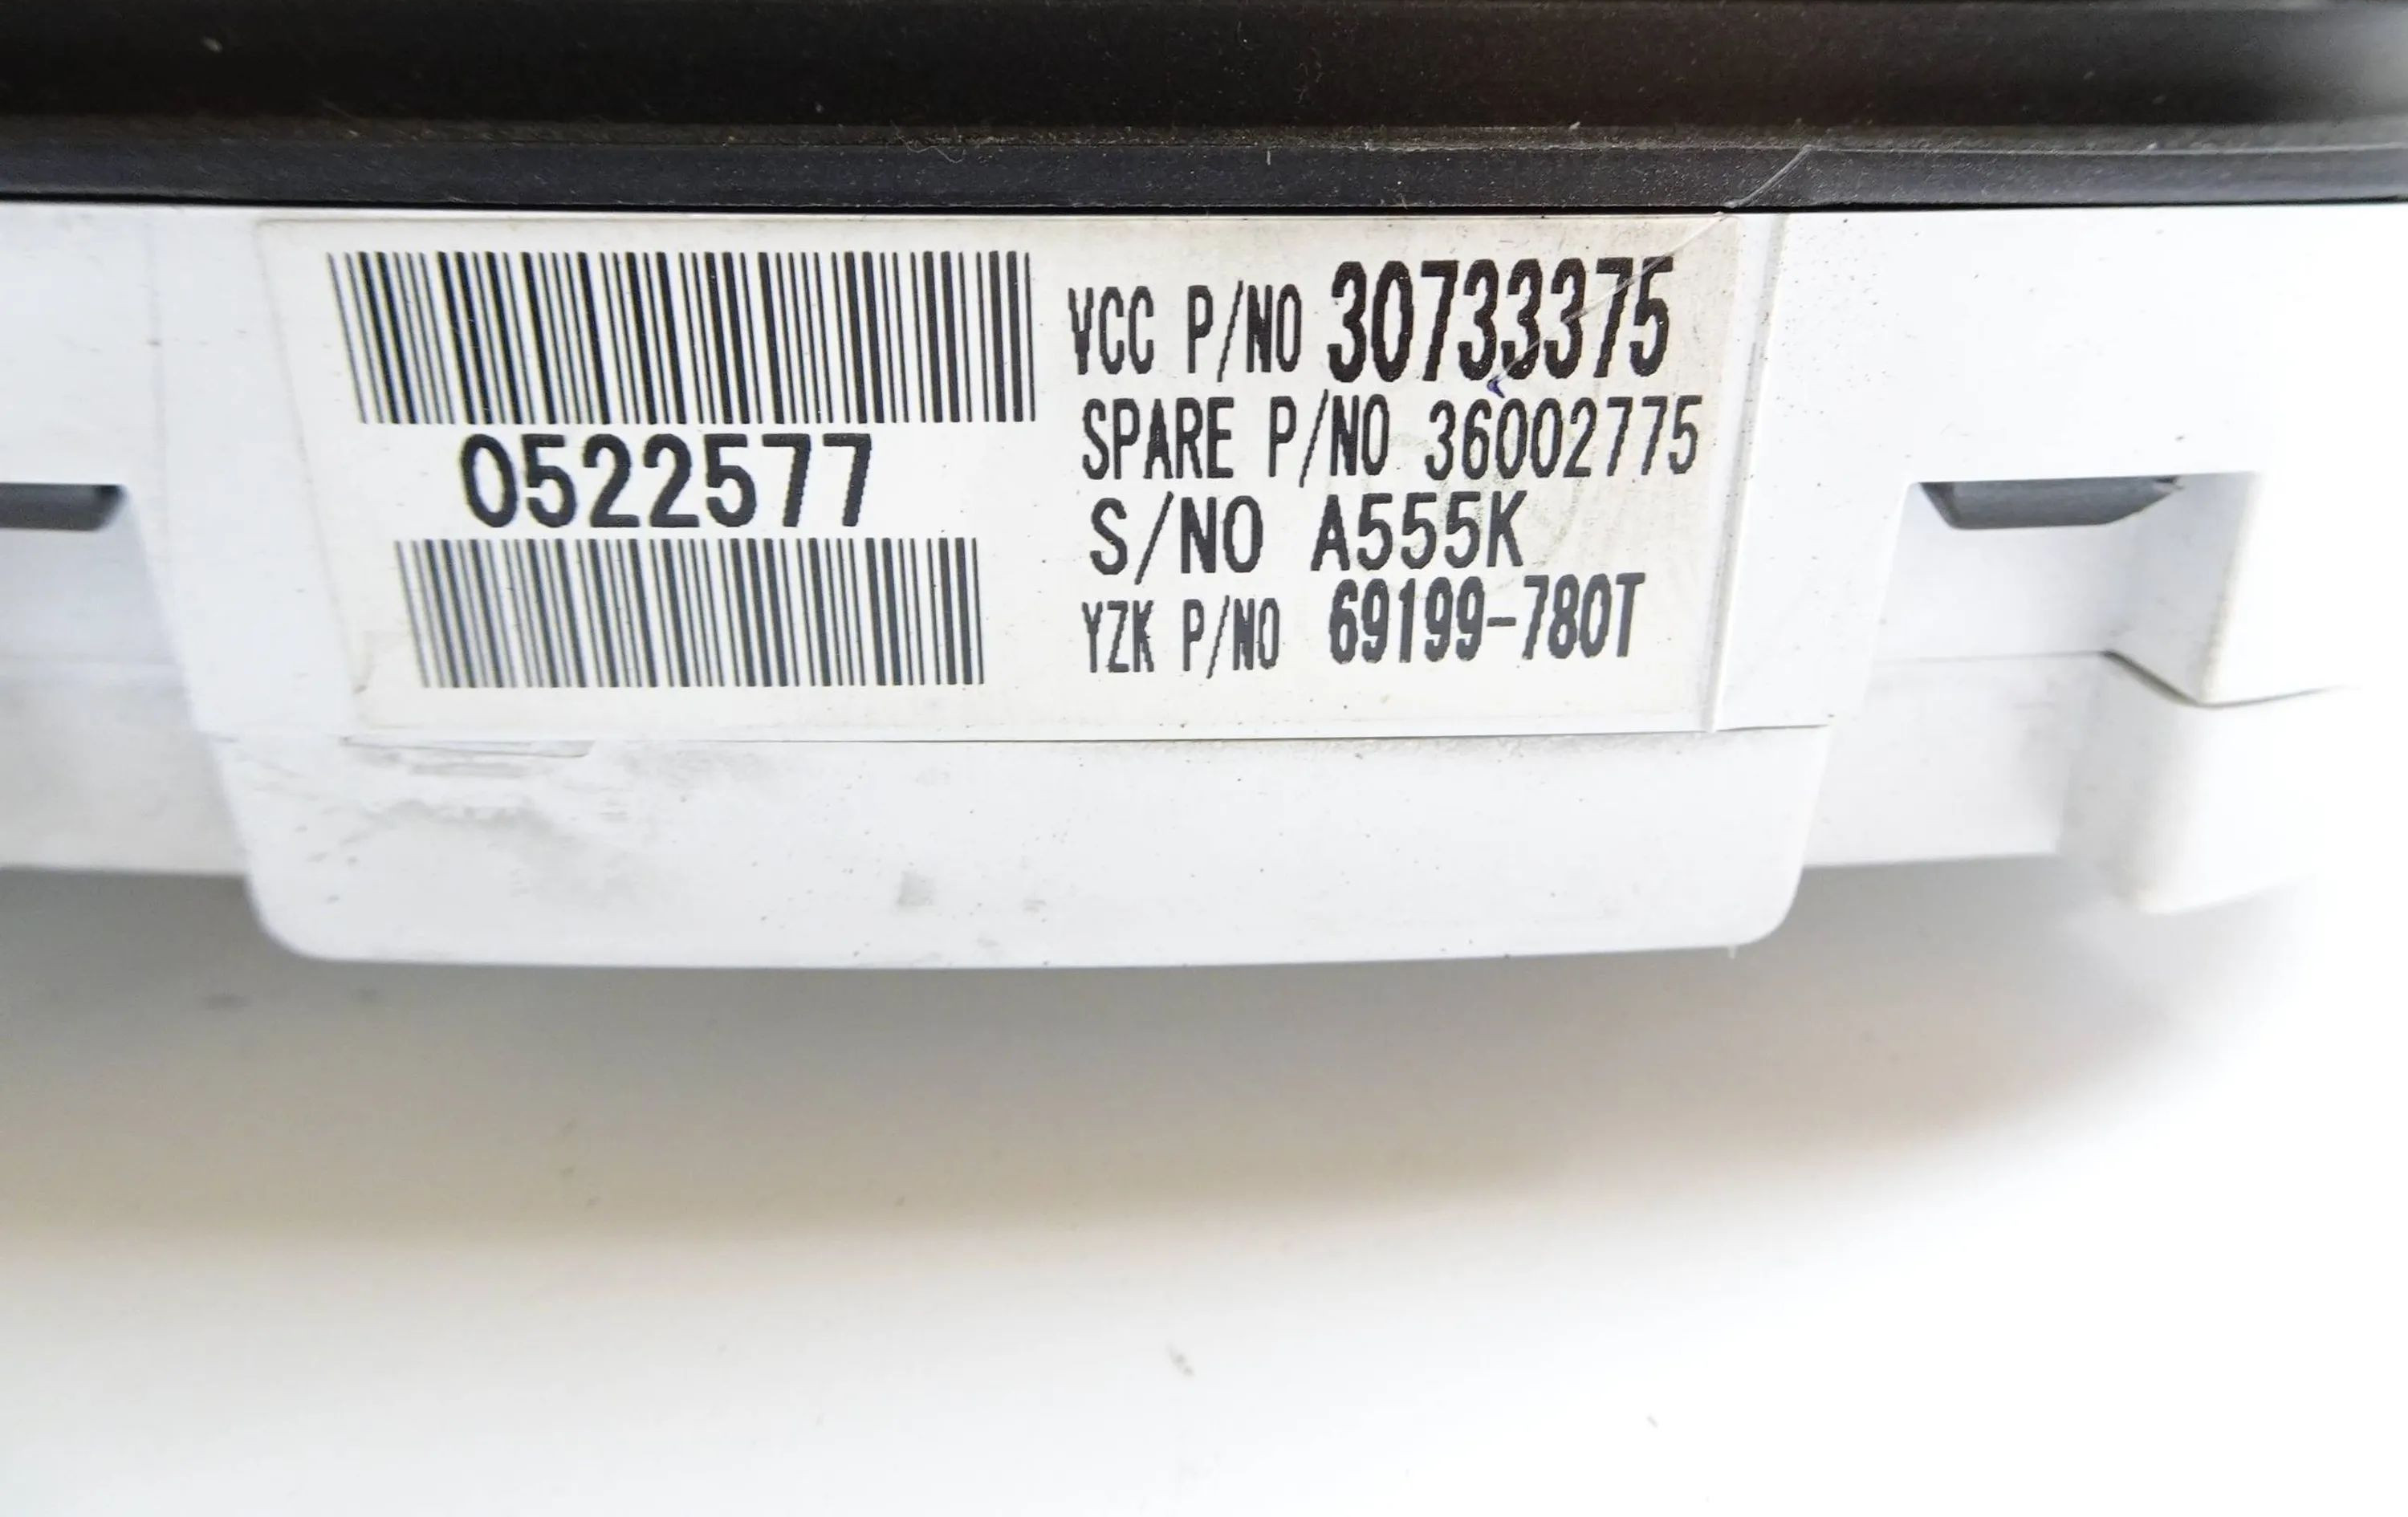 0522577
VCC P/NO 30733375
SPARE P/NO 36002775
S/NO A555K
YZK P/NO 69199-780T